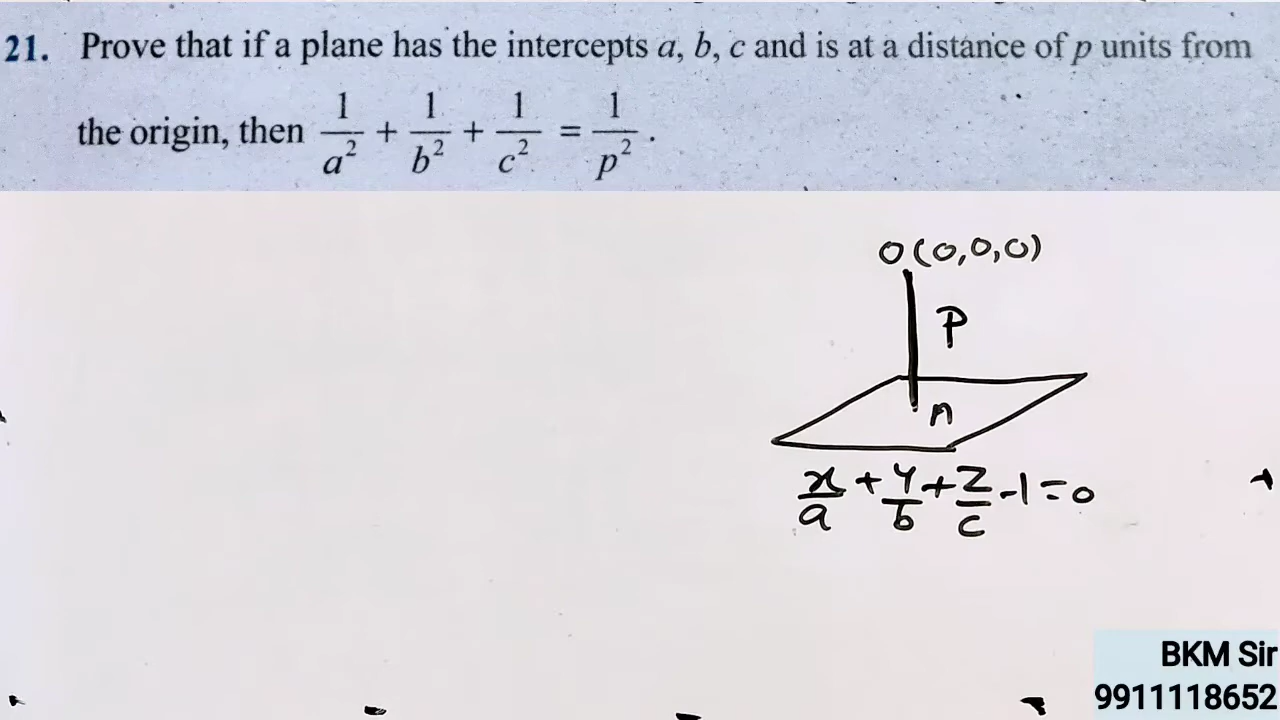 21. Prove that if a plane has the intercepts a, b, c and is at a distance of p units from
the origin, then 1/a² + 1/b² + 1/c² = 1/p².
O(0,0,0)
P
n
x/a + y/b + z/c - 1 = 0
BKM Sir
9911118652